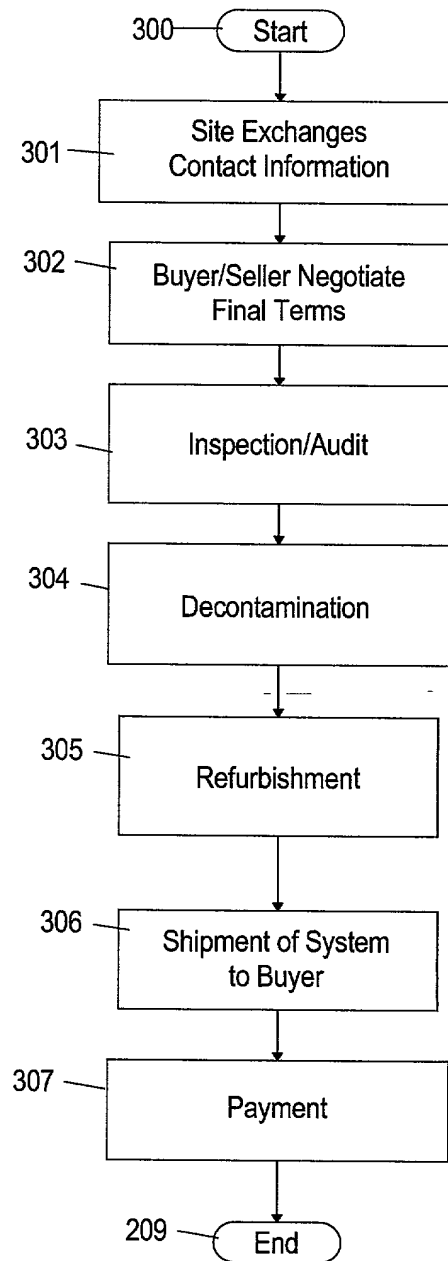 300 Start
301 Site Exchanges
Contact Information
302 Buyer/Seller Negotiate
Final Terms
303 Inspection/Audit
304 Decontamination
305 Refurbishment
306 Shipment of System
to Buyer
307 Payment
209 End